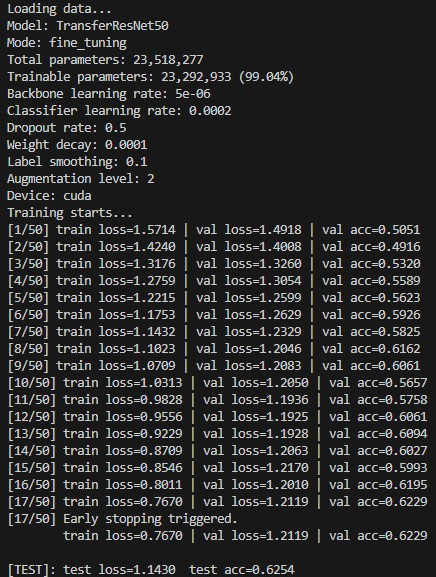 Loading data...
Model: TransferResNet50
Mode: fine_tuning
Total parameters: 23,518,277
Trainable parameters: 23,292,933 (99.04%)
Backbone learning rate: 5e-06
Classifier learning rate: 0.0002
Dropout rate: 0.5
Weight decay: 0.0001
Label smoothing: 0.1
Augmentation level: 2
Device: cuda
Training starts...
[1/50] train loss=1.5714 | val loss=1.4918 | val acc=0.5051
[2/50] train loss=1.4240 | val loss=1.4008 | val acc=0.4916
[3/50] train loss=1.3176 | val loss=1.3260 | val acc=0.5320
[4/50] train loss=1.2759 | val loss=1.3054 | val acc=0.5589
[5/50] train loss=1.2215 | val loss=1.2599 | val acc=0.5623
[6/50] train loss=1.1753 | val loss=1.2629 | val acc=0.5926
[7/50] train loss=1.1432 | val loss=1.2329 | val acc=0.5825
[8/50] train loss=1.1023 | val loss=1.2046 | val acc=0.6162
[9/50] train loss=1.0709 | val loss=1.2083 | val acc=0.6061
[10/50] train loss=1.0313 | val loss=1.2050 | val acc=0.5657
[11/50] train loss=0.9828 | val loss=1.1936 | val acc=0.5758
[12/50] train loss=0.9556 | val loss=1.1925 | val acc=0.6061
[13/50] train loss=0.9229 | val loss=1.1928 | val acc=0.6094
[14/50] train loss=0.8709 | val loss=1.2063 | val acc=0.6027
[15/50] train loss=0.8546 | val loss=1.2170 | val acc=0.5993
[16/50] train loss=0.8011 | val loss=1.2010 | val acc=0.6195
[17/50] train loss=0.7670 | val loss=1.2119 | val acc=0.6229
[17/50] Early stopping triggered.
train loss=0.7670 | val loss=1.2119 | val acc=0.6229
[TEST]: test loss=1.1430  test acc=0.6254